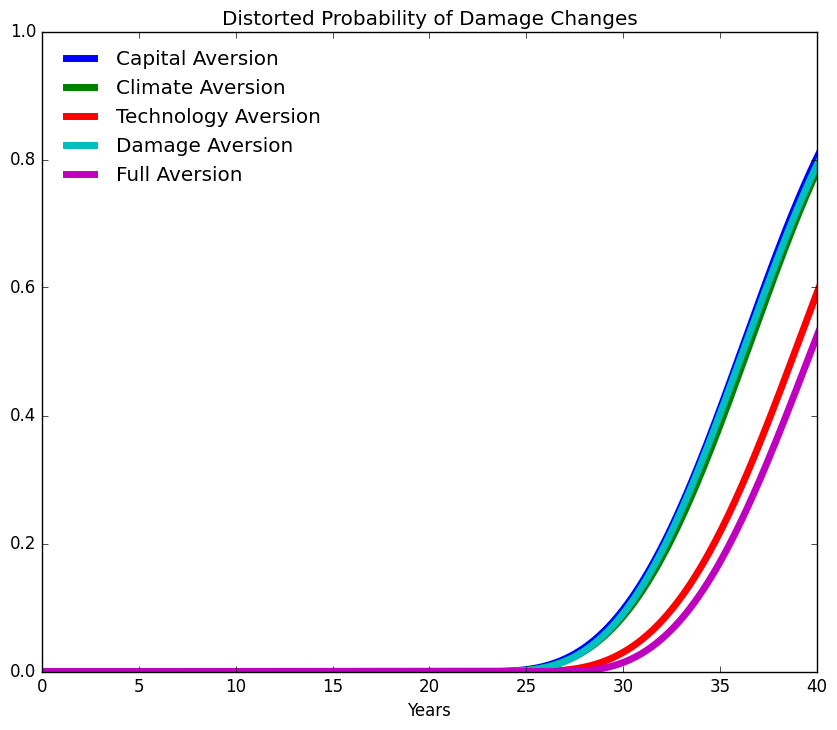 Distorted Probability of Damage Changes
1.0
Capital Aversion
Climate Aversion
Technology Aversion
Damage Aversion
Full Aversion
0.8
0.6
0.4
0.2
0.0
0 5 10 15 20 25 30 35 40
Years